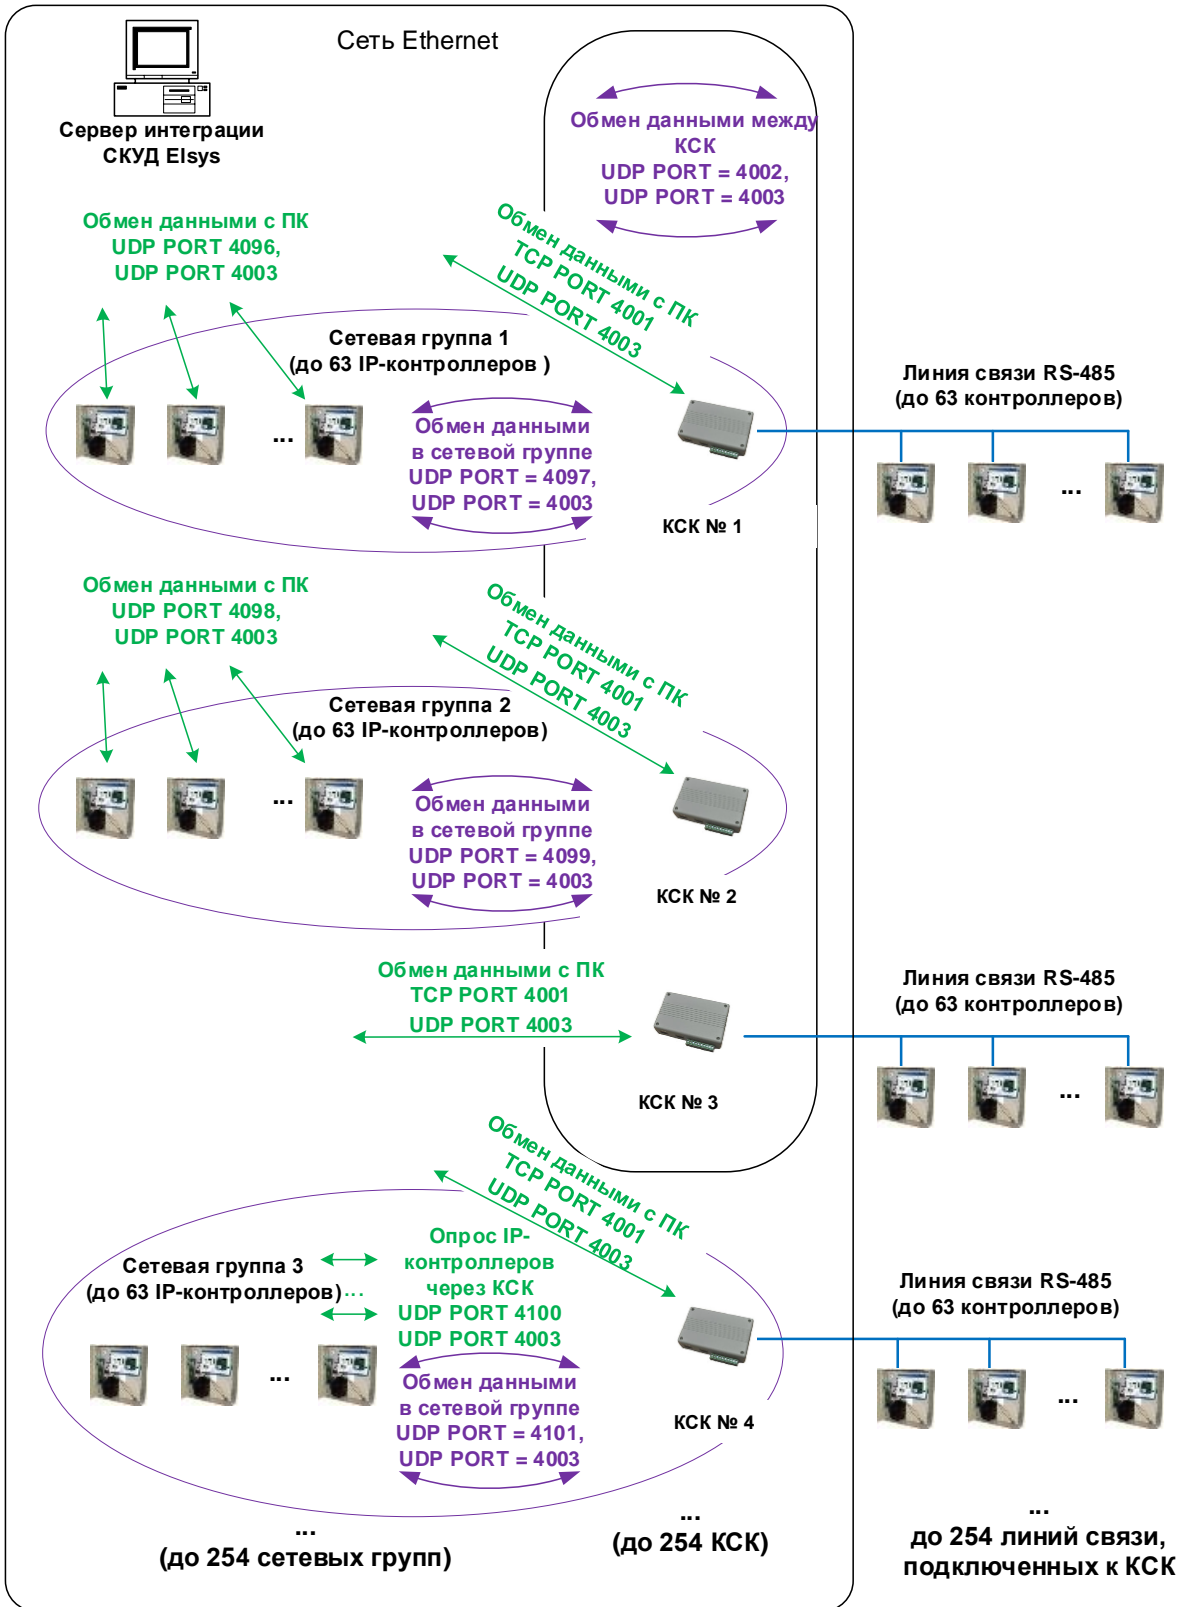 Сеть Ethernet
Сервер интеграции
СКУД Elsys
Обмен данными между
КСК
UDP PORT = 4002,
UDP PORT = 4003
Обмен данными с ПК
UDP PORT 4096,
UDP PORT 4003
Обмен данными с ПК
TCP PORT 4001
UDP PORT 4003
Сетевая группа 1
(до 63 IP-контроллеров )
...
Обмен данными
в сетевой группе
UDP PORT = 4097,
UDP PORT = 4003
КСК № 1
Линия связи RS-485
(до 63 контроллеров)
...
Обмен данными с ПК
UDP PORT 4098,
UDP PORT 4003
Обмен данными с ПК
TCP PORT 4001
UDP PORT 4003
Сетевая группа 2
(до 63 IP-контроллеров)
...
Обмен данными
в сетевой группе
UDP PORT = 4099,
UDP PORT = 4003
КСК № 2
Обмен данными с ПК
TCP PORT 4001
UDP PORT 4003
КСК № 3
Линия связи RS-485
(до 63 контроллеров)
...
Обмен данными с ПК
TCP PORT 4001
UDP PORT 4003
Сетевая группа 3
(до 63 IP-контроллеров)
...
Опрос IP-
контроллеров
через КСК
UDP PORT 4100
UDP PORT 4003
...
Обмен данными
в сетевой группе
UDP PORT = 4101,
UDP PORT = 4003
КСК № 4
Линия связи RS-485
(до 63 контроллеров)
...
...
(до 254 сетевых групп)
...
(до 254 КСК)
...
до 254 линий связи,
подключенных к КСК